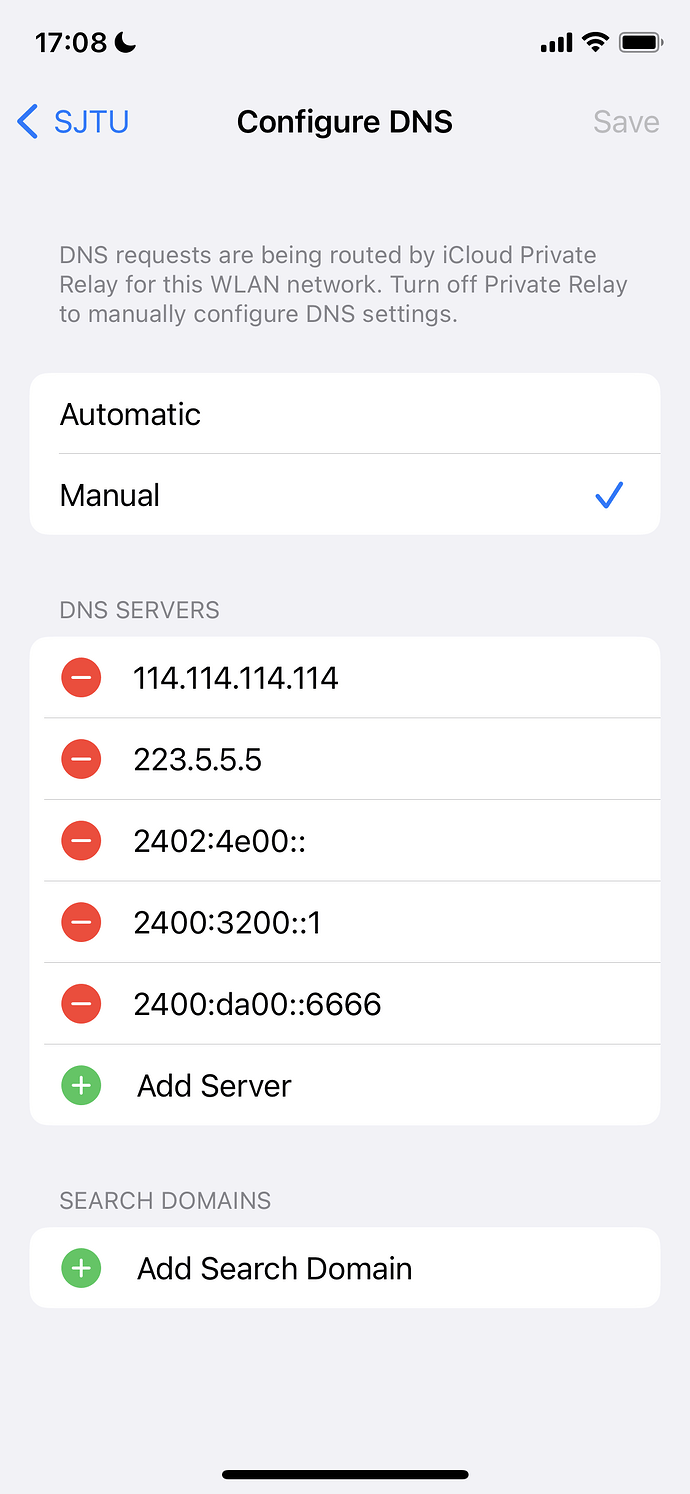 17:08
SJTU
Configure DNS
Save
DNS requests are being routed by iCloud Private
Relay for this WLAN network. Turn off Private Relay
to manually configure DNS settings.
Automatic
Manual
DNS SERVERS
114.114.114.114
223.5.5.5
2402:4e00::
2400:3200::1
2400:da00::6666
Add Server
SEARCH DOMAINS
Add Search Domain